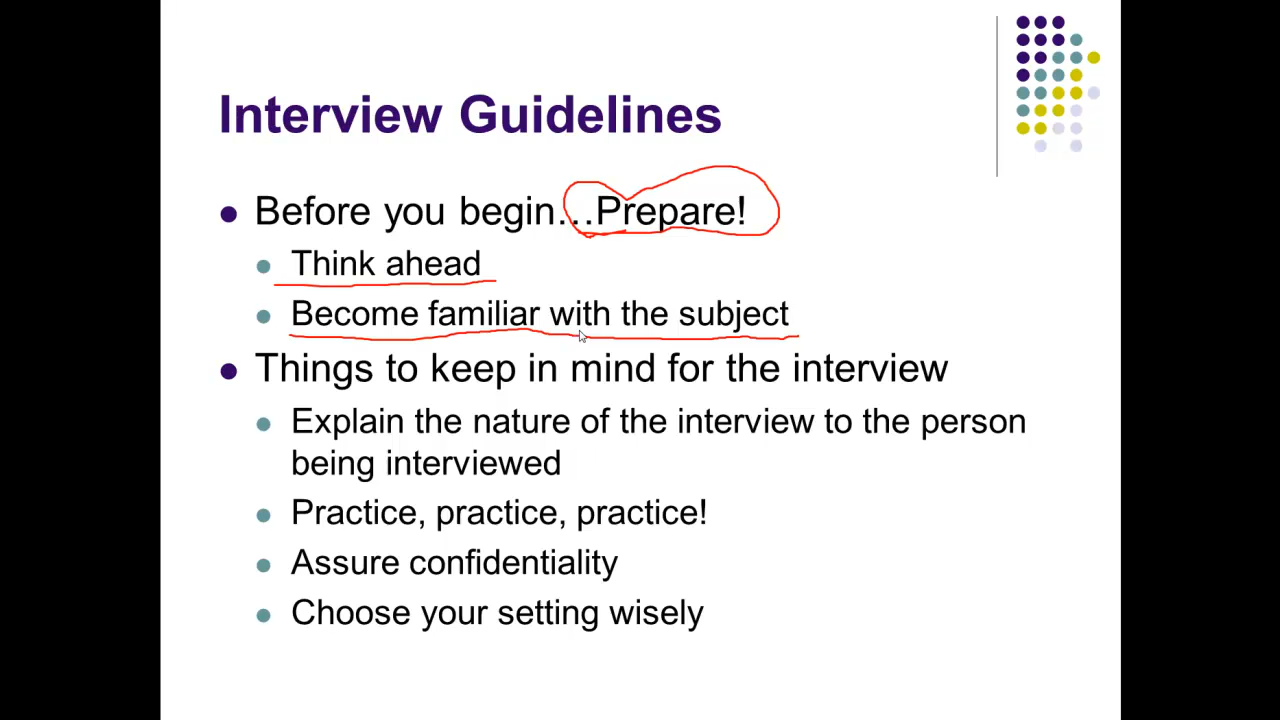 Interview Guidelines
Before you begin…Prepare!
Think ahead
Become familiar with the subject
Things to keep in mind for the interview
Explain the nature of the interview to the person
being interviewed
Practice, practice, practice!
Assure confidentiality
Choose your setting wisely